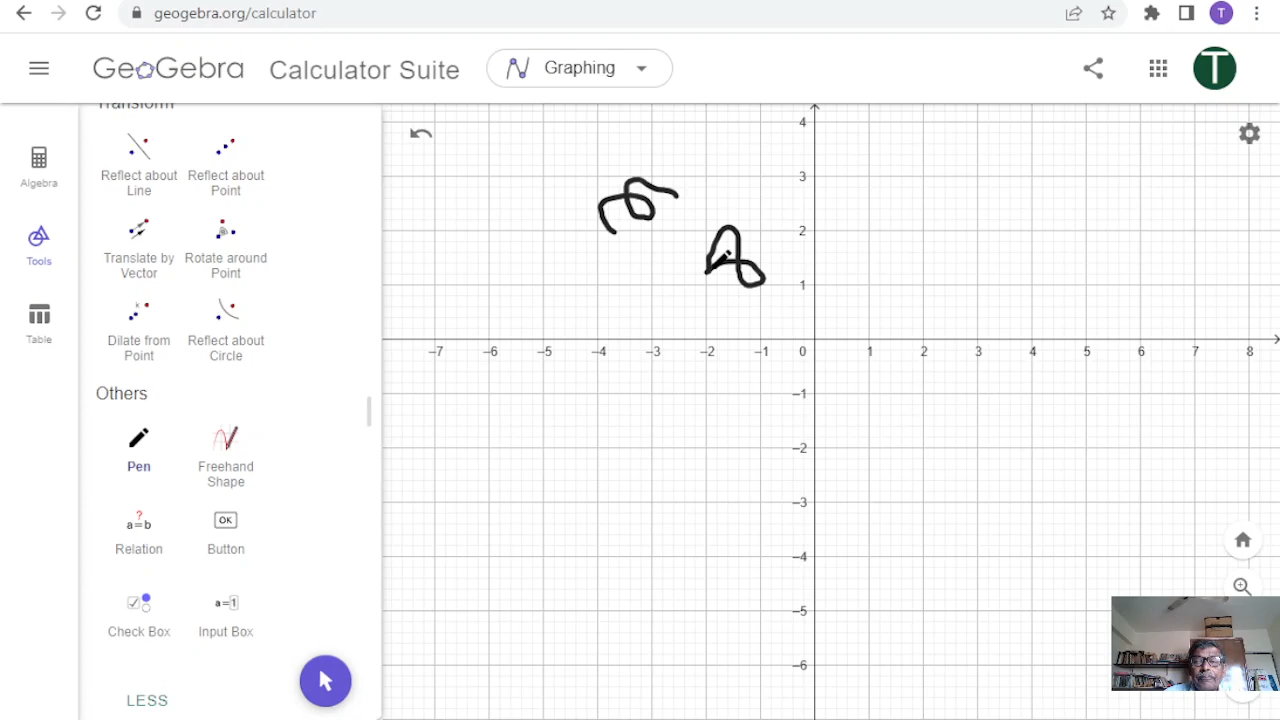 geogebra.org/calculator
T
GeoGebra
Calculator Suite
Graphing
T
Algebra
Tools
Table
Transform
Reflect about Line
Reflect about Point
Translate by Vector
Rotate around Point
Dilate from Point
Reflect about Circle
Others
Pen
Freehand Shape
a=b
?
OK
Relation
Button
a=1
Check Box
Input Box
LESS
4
3
2
1
–7 –6 –5 –4 –3 –2 –1 0 1 2 3 4 5 6 7 8
–1
–2
–3
–4
–5
–6